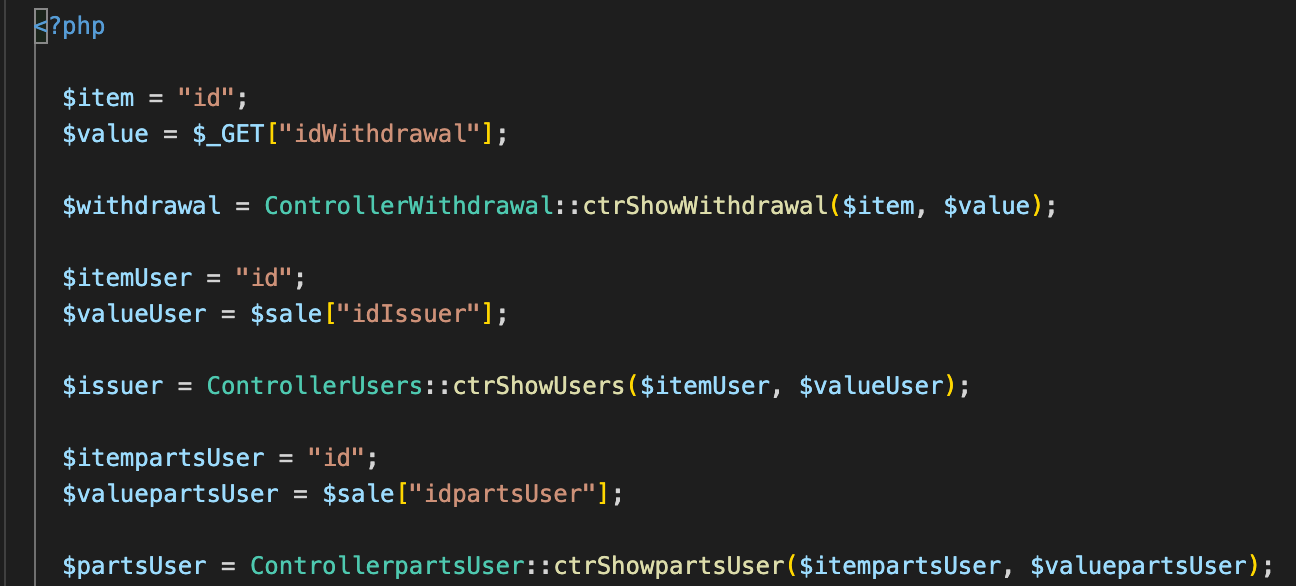 <?php
$item = "id";
$value = $_GET["idWithdrawal"];
$withdrawal = ControllerWithdrawal::ctrShowWithdrawal($item, $value);
$itemUser = "id";
$valueUser = $sale["idIssuer"];
$issuer = ControllerUsers::ctrShowUsers($itemUser, $valueUser);
$itempartsUser = "id";
$valuepartsUser = $sale["idpartsUser"];
$partsUser = ControllerpartsUser::ctrShowpartsUser($itempartsUser, $valuepartsUser);